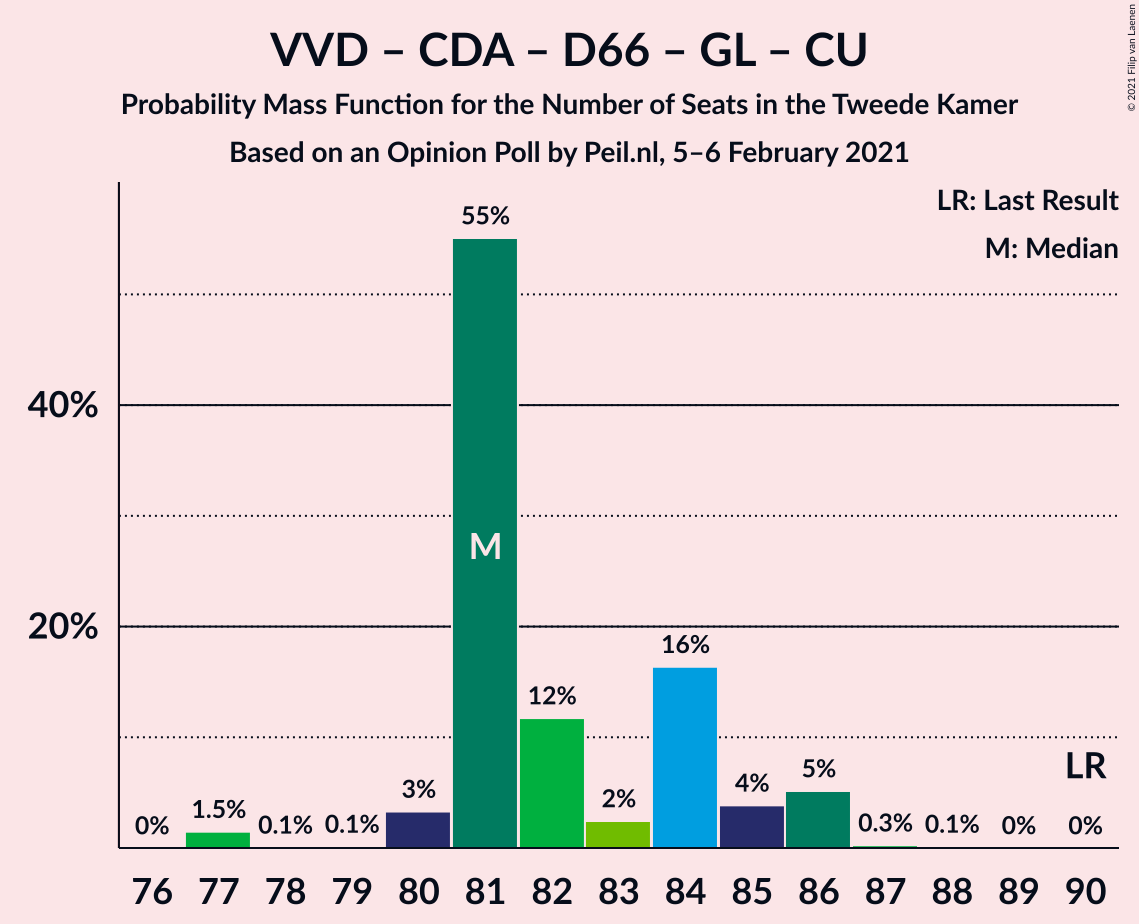 VVD – CDA – D66 – GL – CU
Probability Mass Function for the Number of Seats in the Tweede Kamer
Based on an Opinion Poll by Peil.nl, 5–6 February 2021
© 2021 Filip van Laenen
LR: Last Result
M: Median
55%
40%
M
20%
16%
12%
LR
5%
4%
3%
2%
1.5%
0%
0.1%
0.1%
0.3%
0.1%
0%
0%
76 77 78 79 80 81 82 83 84 85 86 87 88 89 90